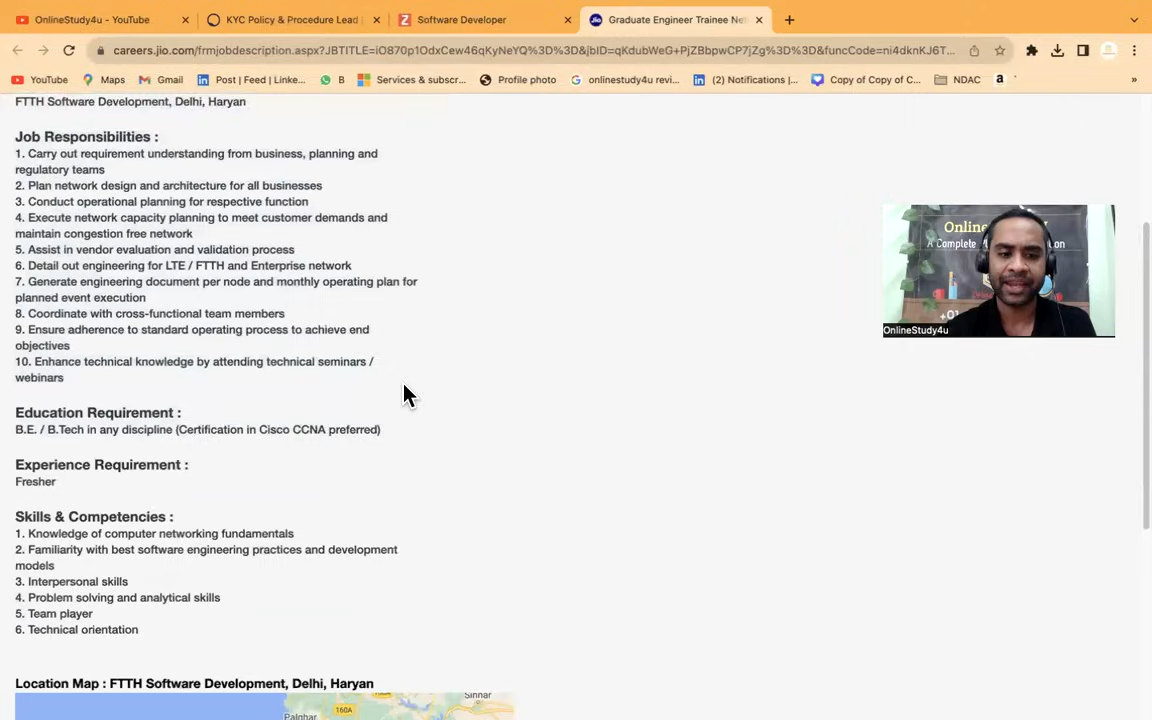 OnlineStudy4u - YouTube
KYC Policy & Procedure Lead
Software Developer
Graduate Engineer Trainee Net
careers.jio.com/frmjobdescription.aspx?JBTITLE=iO870p1OdxCew46qKyNeYQ%3D%3D&jbID=qKdubWeG+PjZBbpwCP7jZg%3D%3D&funcCode=ni4dknKJ6T...
YouTube
Maps
Gmail
Post | Feed | Linke...
B
Services & subscr...
Profile photo
onlinestudy4u revi...
(2) Notifications |...
Copy of Copy of C...
NDAC
»
FTTH Software Development, Delhi, Haryan
Job Responsibilities :
1. Carry out requirement understanding from business, planning and
regulatory teams
2. Plan network design and architecture for all businesses
3. Conduct operational planning for respective function
4. Execute network capacity planning to meet customer demands and
maintain congestion free network
5. Assist in vendor evaluation and validation process
6. Detail out engineering for LTE / FTTH and Enterprise network
7. Generate engineering document per node and monthly operating plan for
planned event execution
8. Coordinate with cross-functional team members
9. Ensure adherence to standard operating process to achieve end
objectives
10. Enhance technical knowledge by attending technical seminars /
webinars
Education Requirement :
B.E. / B.Tech in any discipline (Certification in Cisco CCNA preferred)
Experience Requirement :
Fresher
Skills & Competencies :
1. Knowledge of computer networking fundamentals
2. Familiarity with best software engineering practices and development
models
3. Interpersonal skills
4. Problem solving and analytical skills
5. Team player
6. Technical orientation
Location Map : FTTH Software Development, Delhi, Haryan
Sinnar
160A
Palghar
Online
A Complete
OnlineStudy4u